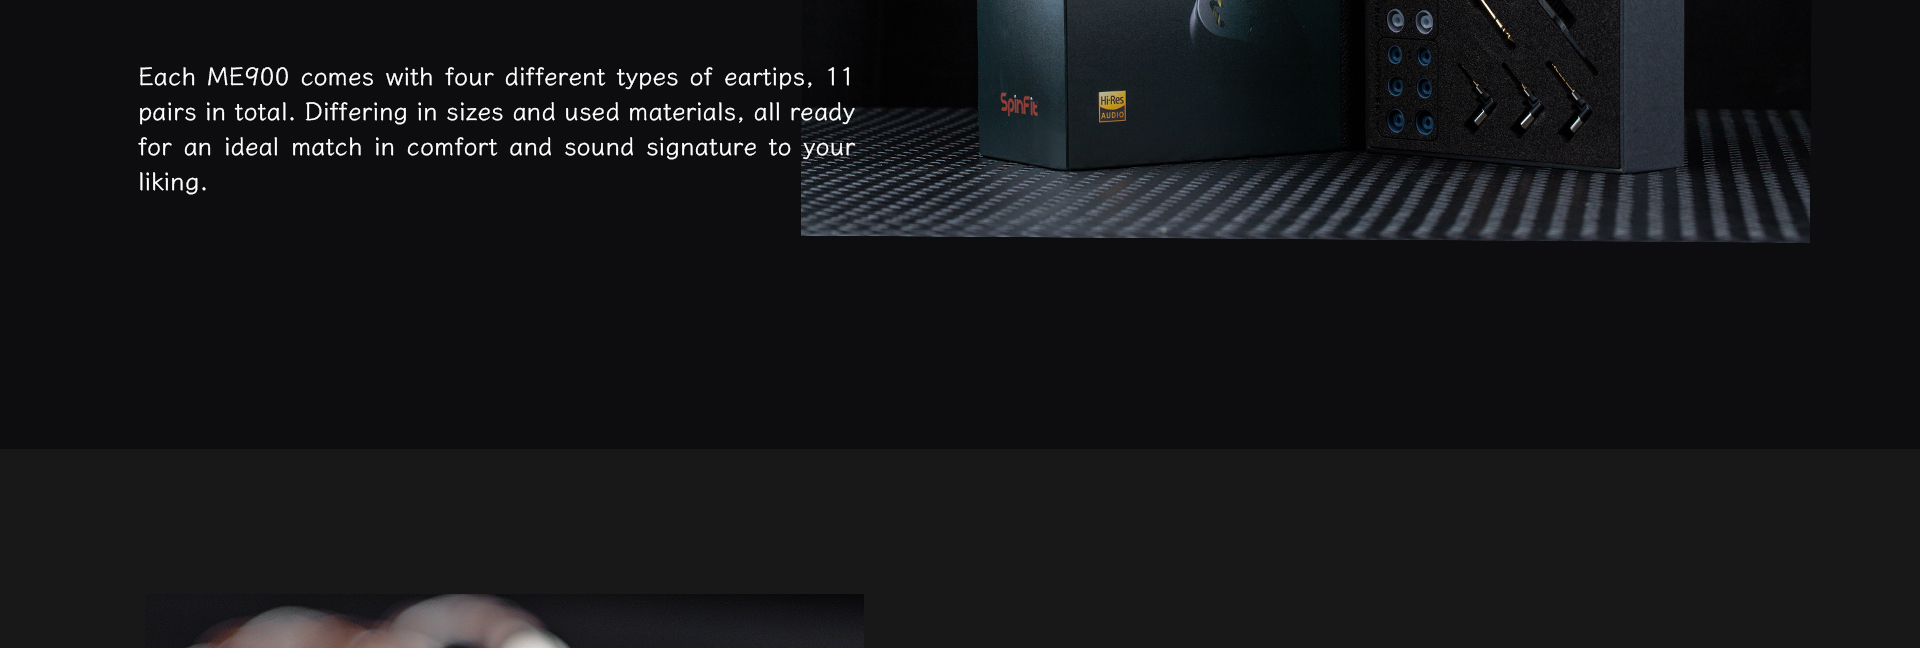 Each ME900 comes with four different types of eartips, 11
pairs in total. Differing in sizes and used materials, all ready
for an ideal match in comfort and sound signature to your
liking.
SpinFit
Hi-Res
AUDIO